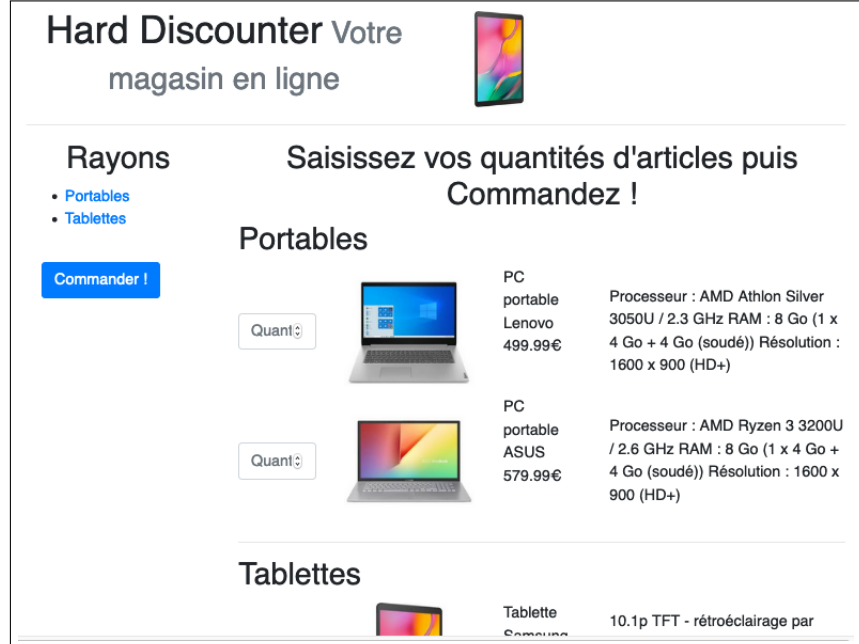 Hard Discounter Votre
magasin en ligne
Rayons
Portables
Tablettes
Commander !
Saisissez vos quantités d'articles puis
Commandez !
Portables
Quant
PC
portable
Lenovo
499.99€
Processeur : AMD Athlon Silver
3050U / 2.3 GHz RAM : 8 Go (1 x
4 Go + 4 Go (soudé)) Résolution :
1600 x 900 (HD+)
Quant
PC
portable
ASUS
579.99€
Processeur : AMD Ryzen 3 3200U
/ 2.6 GHz RAM : 8 Go (1 x 4 Go +
4 Go (soudé)) Résolution : 1600 x
900 (HD+)
Tablettes
Tablette
Samsung
10.1p TFT - rétroéclairage par